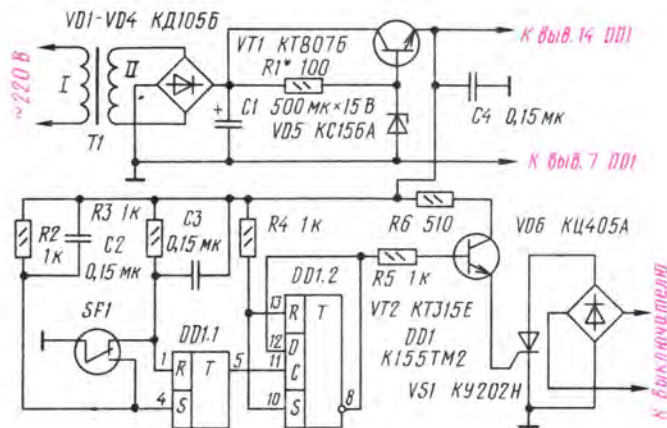 VD1-VD4 КД105Б
~220 В
I
II
T1
VT1 КТ807Б
R1* 100
+
C1 500 мк×15 В
VD5 КС156А
К выв. 14 DD1
C4 0,15 мк
К выв. 7 DD1
R2 1к
R3 1к
C2 0,15 мк
C3 0,15 мк
R4 1к
R6 510
VD6 КЦ405А
R5 1к
VT2 КТ315Е
DD1 К155ТМ2
VS1 КУ202Н
SF1
DD1.1
1 R T 5
4 S
DD1.2
13 R T
12 D
11 C
10 S 8
К выключателю